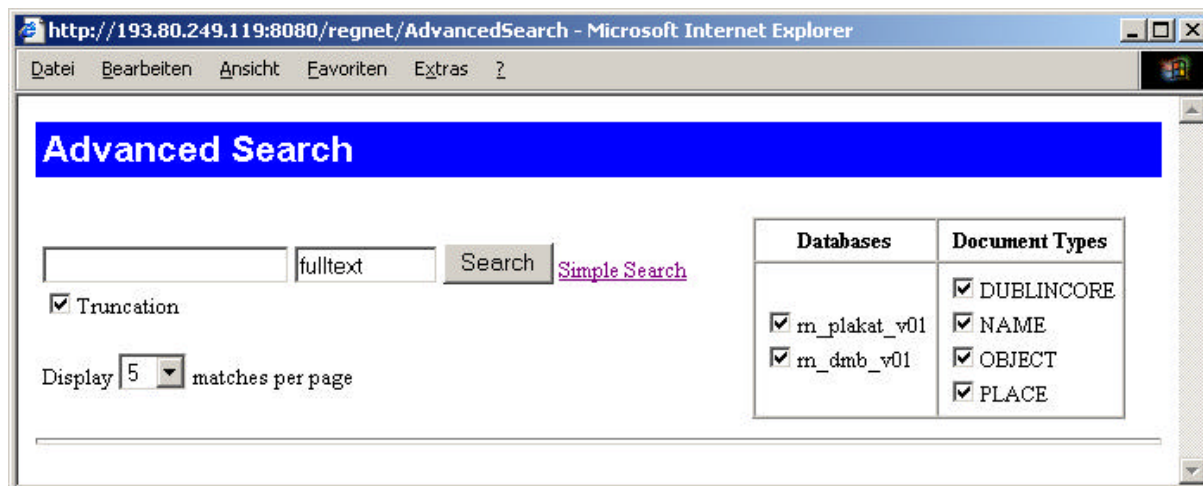 http://193.80.249.119:8080/regnet/AdvancedSearch - Microsoft Internet Explorer
Datei Bearbeiten Ansicht Favoriten Extras ?
Advanced Search
fulltext Search Simple Search
Truncation
Display 5 matches per page
Databases Document Types
rn_plakat_v01
rn_dmb_v01
DUBLINCORE
NAME
OBJECT
PLACE